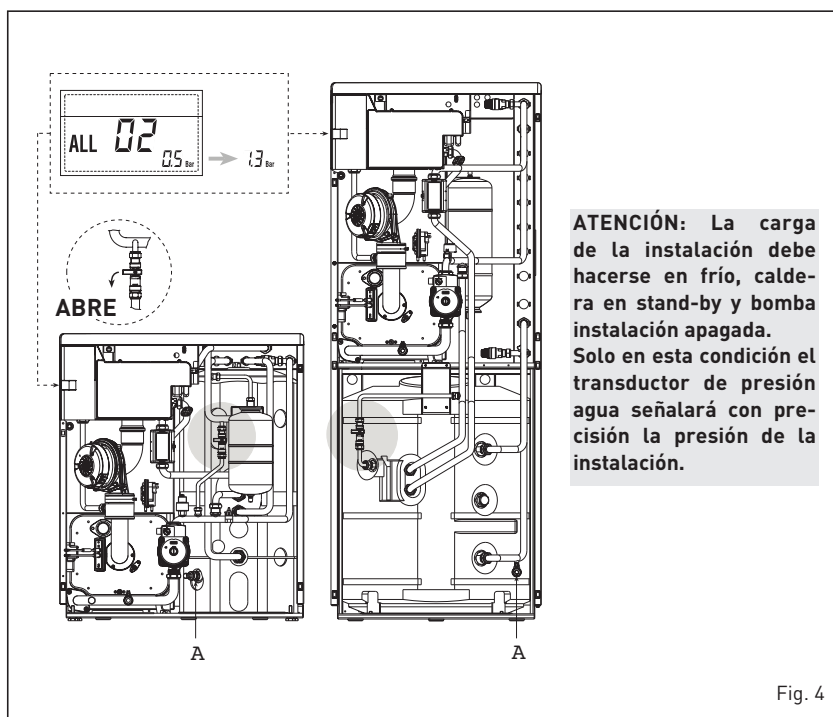 ALL 02
0.5 Bar 1.3 Bar
ABRE
ATENCIÓN: La carga
de la instalación debe
hacerse en frío, calde-
ra en stand-by y bomba
instalación apagada.
Solo en esta condición el
transductor de presión
agua señalará con pre-
cisión la presión de la
instalación.
A
A
Fig. 4